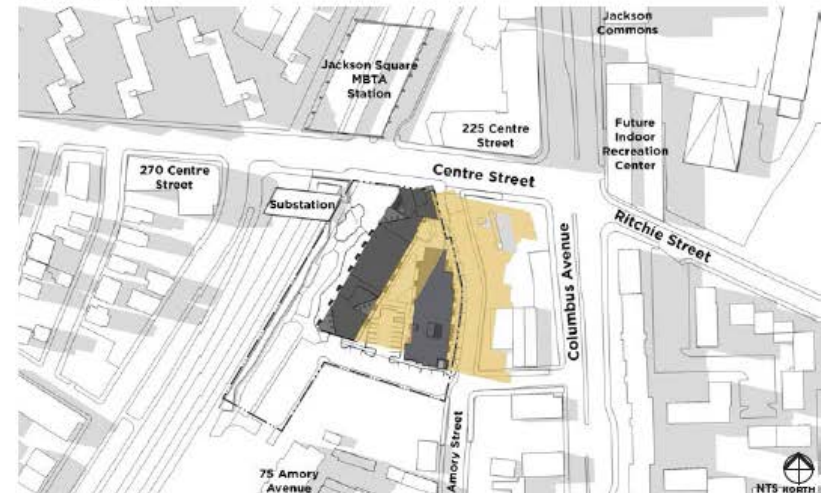 Jackson
Commons
Jackson Square
MBTA
Station
225 Centre
Street
Future
Indoor
Recreation
Center
270 Centre
Street
Centre Street
Substation
Ritchie Street
Columbus Avenue
Amory Street
75 Amory
Avenue
NTS NORTH